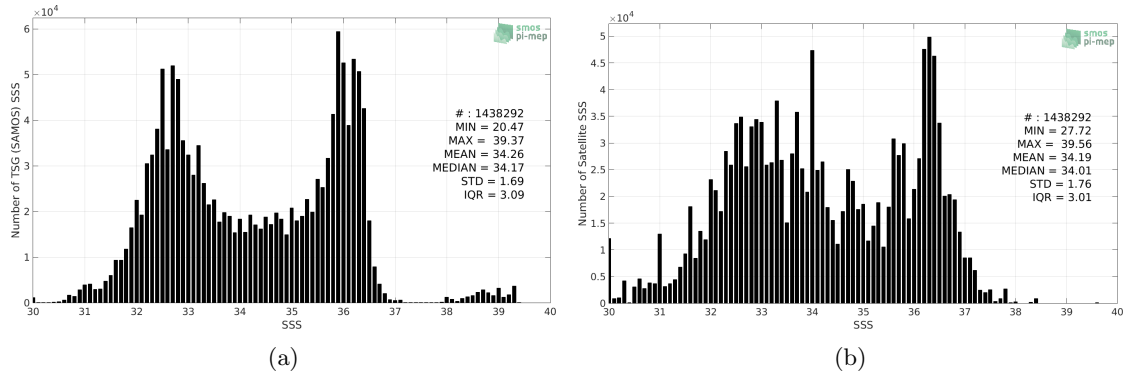 ×10⁴
6
5
4
3
2
1
0
Number of TSG (SAMOS) SSS
smos
pi-mep
# : 1438292
MIN = 20.47
MAX = 39.37
MEAN = 34.26
MEDIAN = 34.17
STD = 1.69
IQR = 3.09
30 31 32 33 34 35 36 37 38 39 40
SSS
(a)
×10⁴
5
4.5
4
3.5
3
2.5
2
1.5
1
0.5
0
Number of Satellite SSS
smos
pi-mep
# : 1438292
MIN = 27.72
MAX = 39.56
MEAN = 34.19
MEDIAN = 34.01
STD = 1.76
IQR = 3.01
30 31 32 33 34 35 36 37 38 39 40
SSS
(b)